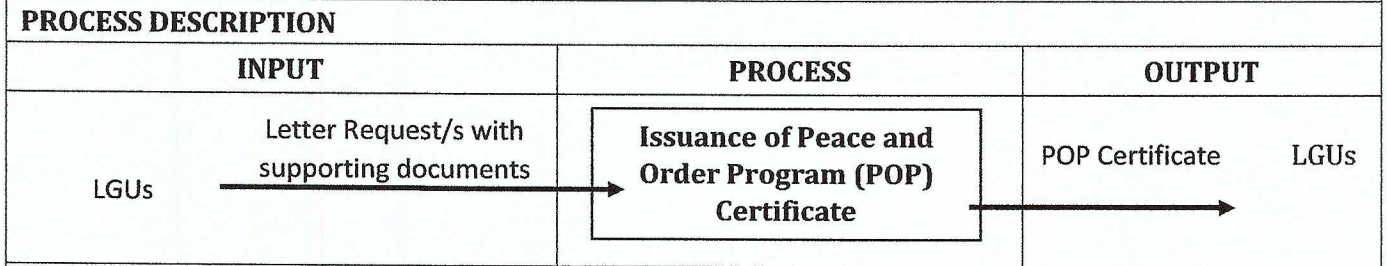 PROCESS DESCRIPTION
INPUT
PROCESS
OUTPUT
LGUs
Letter Request/s with
supporting documents
Issuance of Peace and
Order Program (POP)
Certificate
POP Certificate
LGUs